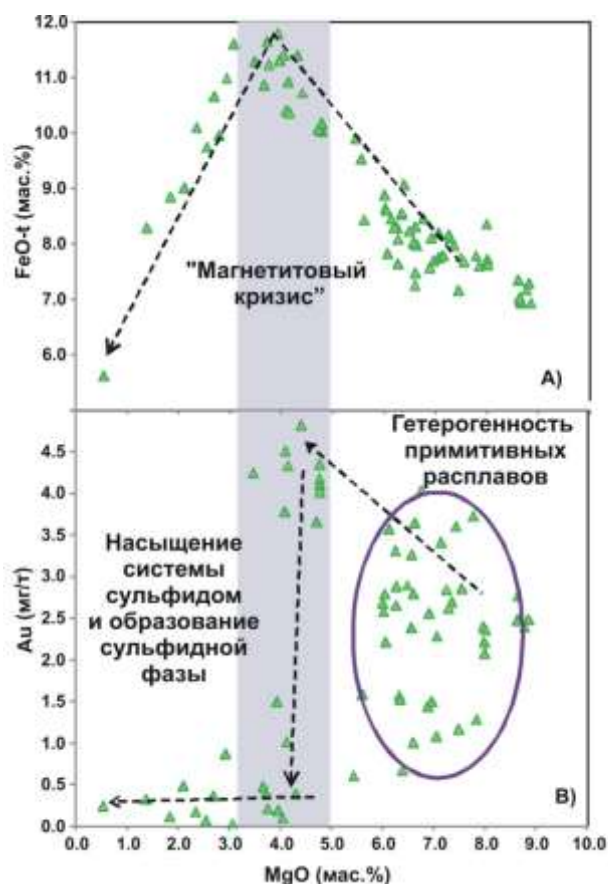 12.0
11.0
10.0
9.0
8.0
7.0
6.0
FeO-t (мас.%)
"Магнетитовый
кризис”
A)
4.5
4.0
3.5
3.0
2.5
2.0
1.5
1.0
0.5
0.0
Au (мг/т)
Гетерогенность
примитивных
расплавов
Насыщение
системы
сульфидом
и образование
сульфидной
фазы
B)
0.0 1.0 2.0 3.0 4.0 5.0 6.0 7.0 8.0 9.0 10.0
MgO (мас.%)